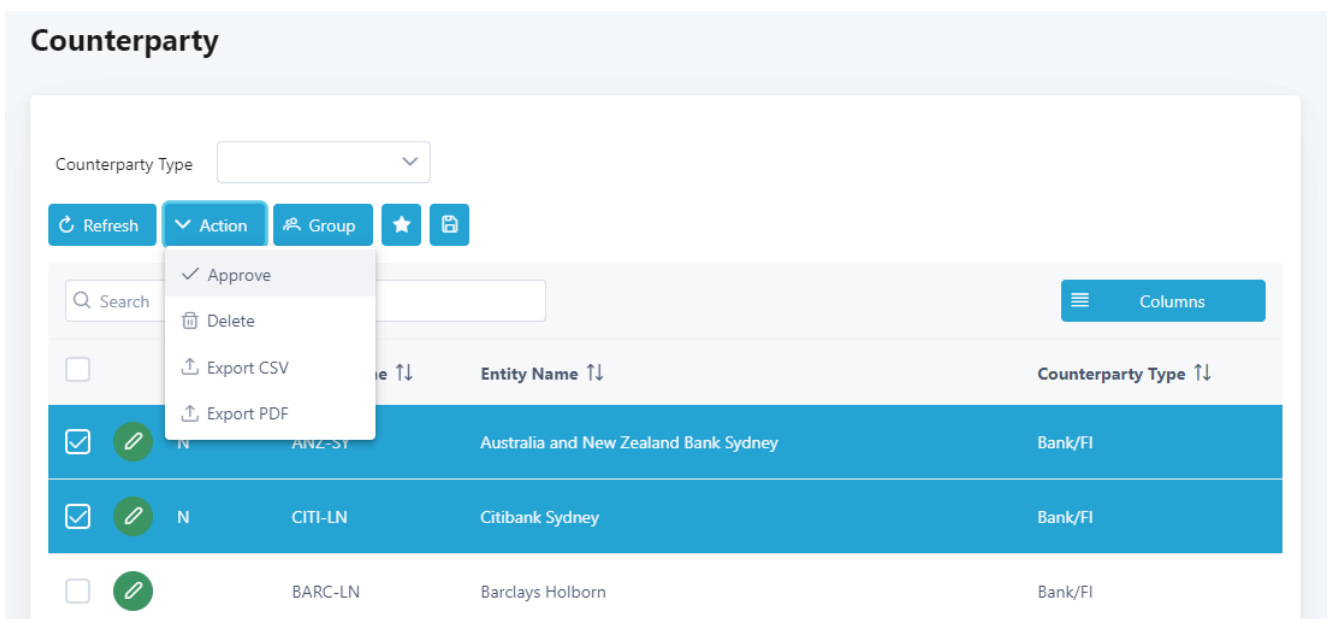 Counterparty
Counterparty Type
Refresh Action Group
Approve
Search Columns
Delete
Export CSV
Entity Name Counterparty Type
Export PDF
N ANZ-SY Australia and New Zealand Bank Sydney Bank/FI
N CITI-LN Citibank Sydney Bank/FI
BARC-LN Barclays Holborn Bank/FI